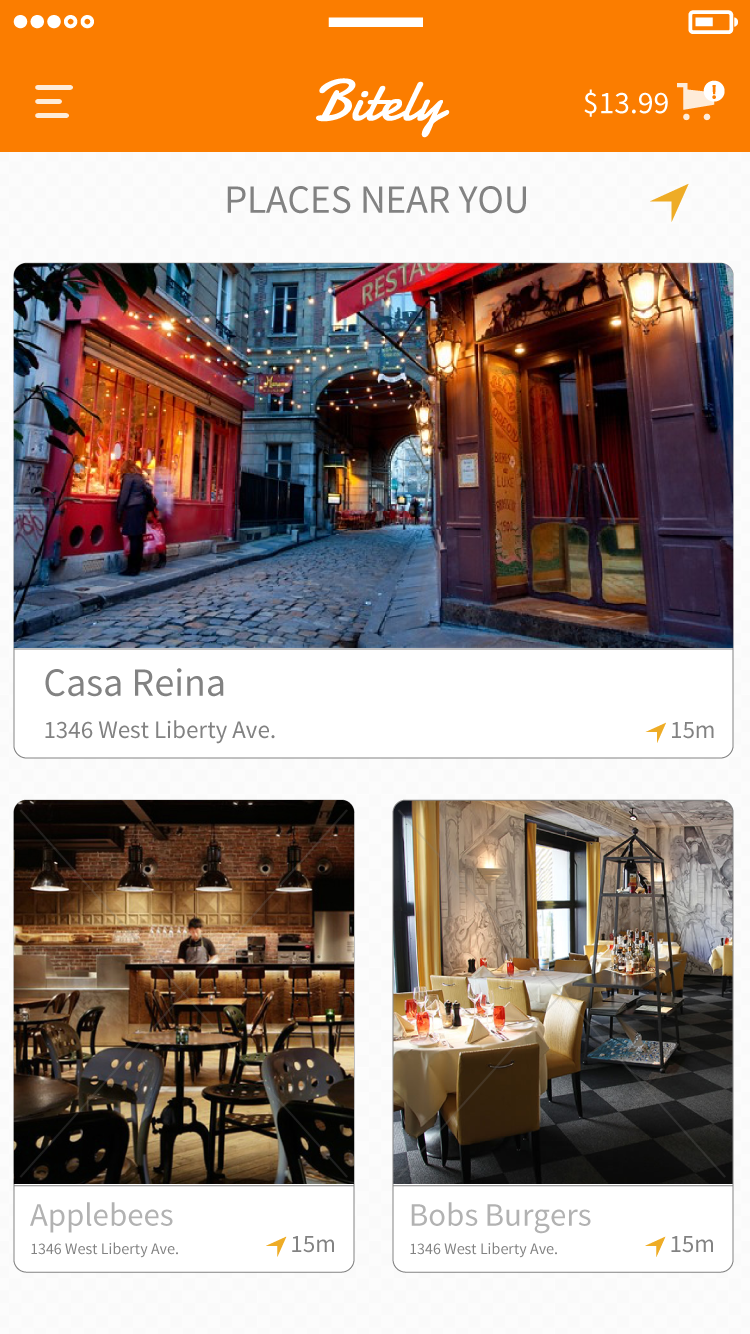 Bitely
$13.99
!
PLACES NEAR YOU
RESTAU
Casa Reina
1346 West Liberty Ave.
15m
Applebees
1346 West Liberty Ave.
15m
Bobs Burgers
1346 West Liberty Ave.
15m